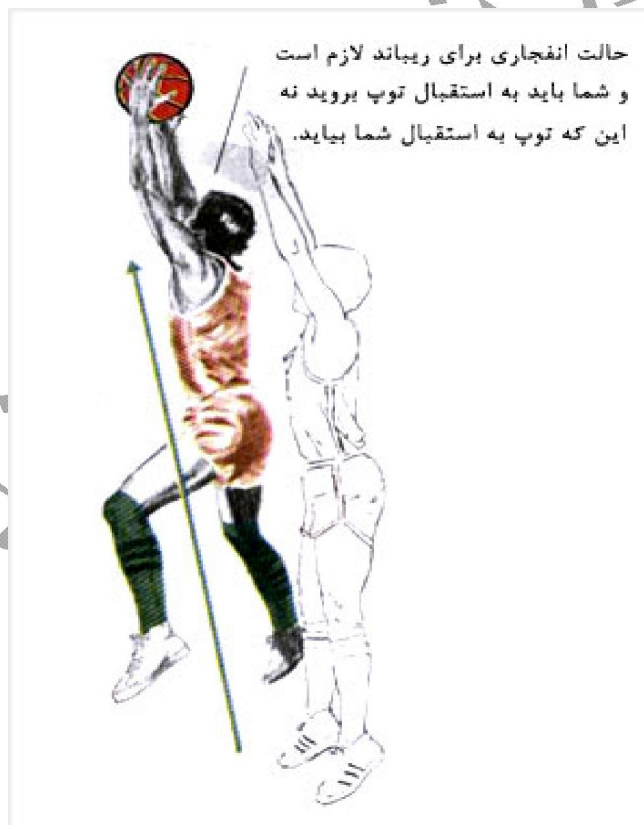 حالت انفجاری برای ریباند لازم است
و شما باید به استقبال توپ بروید نه
این که توپ به استقبال شما بیاید.